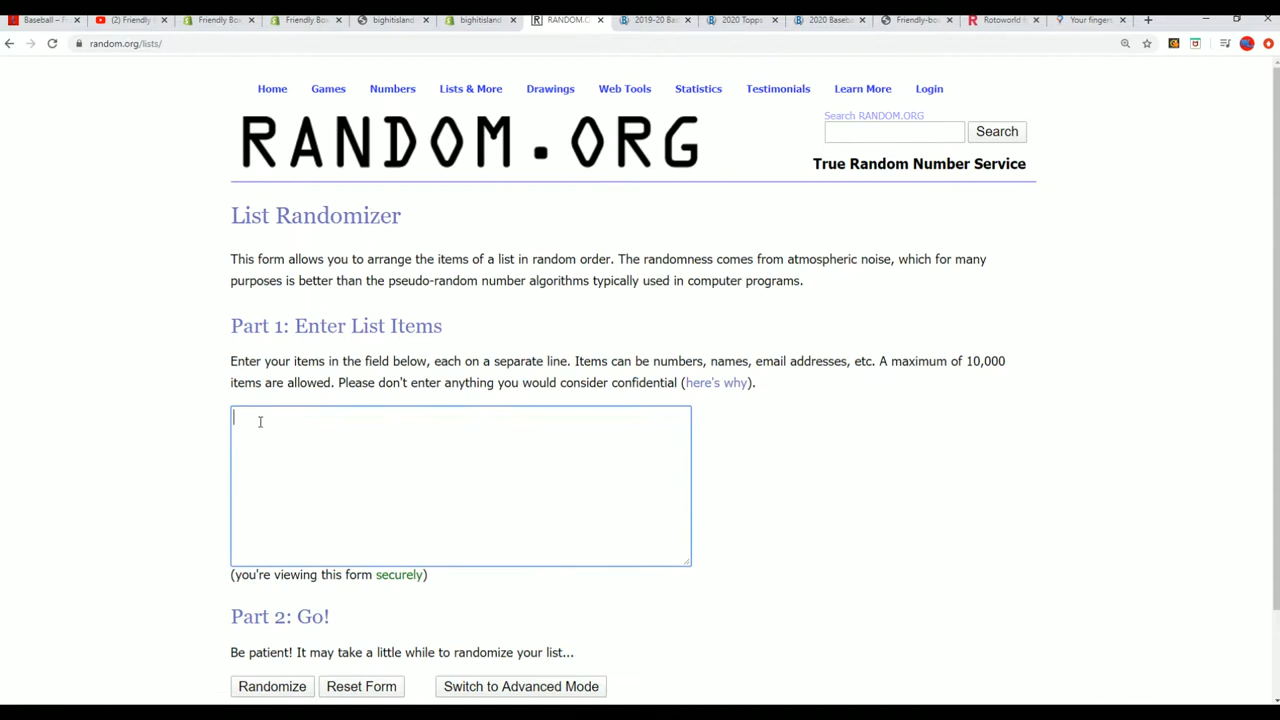 Baseball –
(2) Friendly
Friendly Bo
Friendly Bo
bighitisland.
bighitisland
RANDOM.O
2019-20 Ba
2020 Topps
2020 Baseb
Friendly-bo
Rotoworld f
Your finger
random.org/lists/
Home Games Numbers Lists & More Drawings Web Tools Statistics Testimonials Learn More Login
Search RANDOM.ORG
RANDOM.ORG
Search
True Random Number Service
List Randomizer
This form allows you to arrange the items of a list in random order. The randomness comes from atmospheric noise, which for many
purposes is better than the pseudo-random number algorithms typically used in computer programs.
Part 1: Enter List Items
Enter your items in the field below, each on a separate line. Items can be numbers, names, email addresses, etc. A maximum of 10,000
items are allowed. Please don't enter anything you would consider confidential (here's why).
(you're viewing this form securely)
Part 2: Go!
Be patient! It may take a little while to randomize your list...
Randomize Reset Form Switch to Advanced Mode